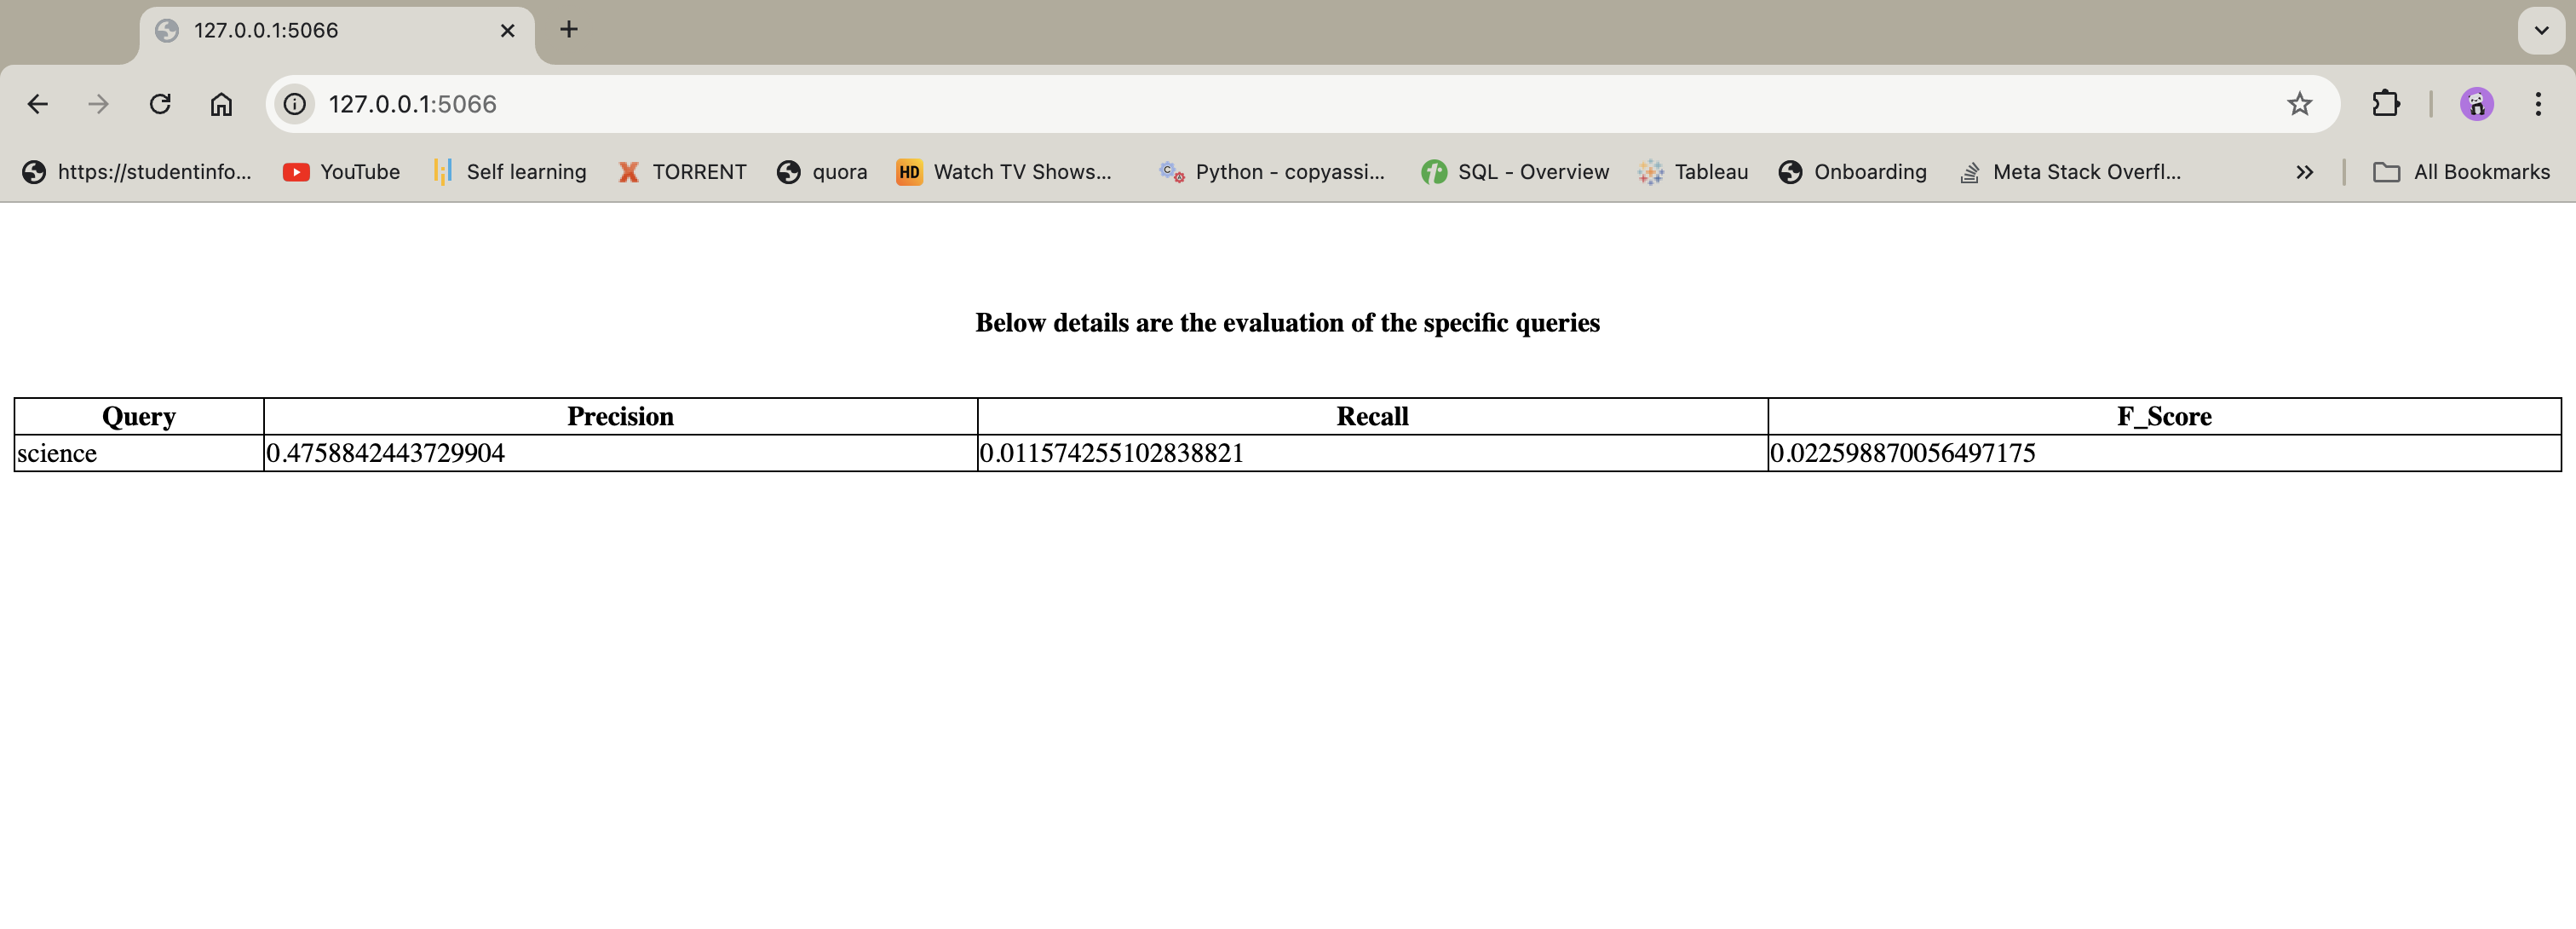 127.0.0.1:5066
127.0.0.1:5066
https://studentinfo... YouTube Self learning TORRENT quora HD Watch TV Shows... Python - copyassi... SQL - Overview Tableau Onboarding Meta Stack Overfl... All Bookmarks
Below details are the evaluation of the specific queries
Query Precision Recall F_Score
science 0.4758842443729904 0.011574255102838821 0.022598870056497175